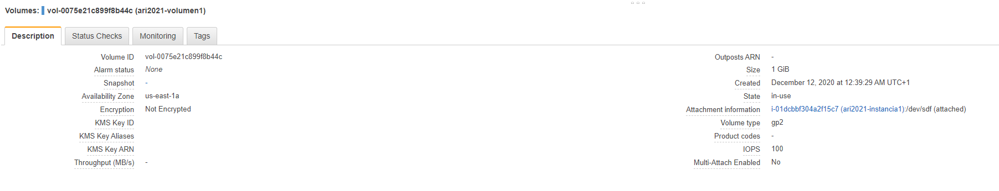 Volumes: vol-0075e21c899f8b44c (ari2021-volumen1)
Description Status Checks Monitoring Tags
Volume ID vol-0075e21c899f8b44c
Alarm status None
Snapshot -
Availability Zone us-east-1a
Encryption Not Encrypted
KMS Key ID
KMS Key Aliases
KMS Key ARN
Throughput (MB/s) -
Outposts ARN -
Size 1 GiB
Created December 12, 2020 at 12:39:29 AM UTC+1
State in-use
Attachment information i-01dcbbf304a2f15c7 (ari2021-instancia1):/dev/sdf (attached)
Volume type gp2
Product codes -
IOPS 100
Multi-Attach Enabled No